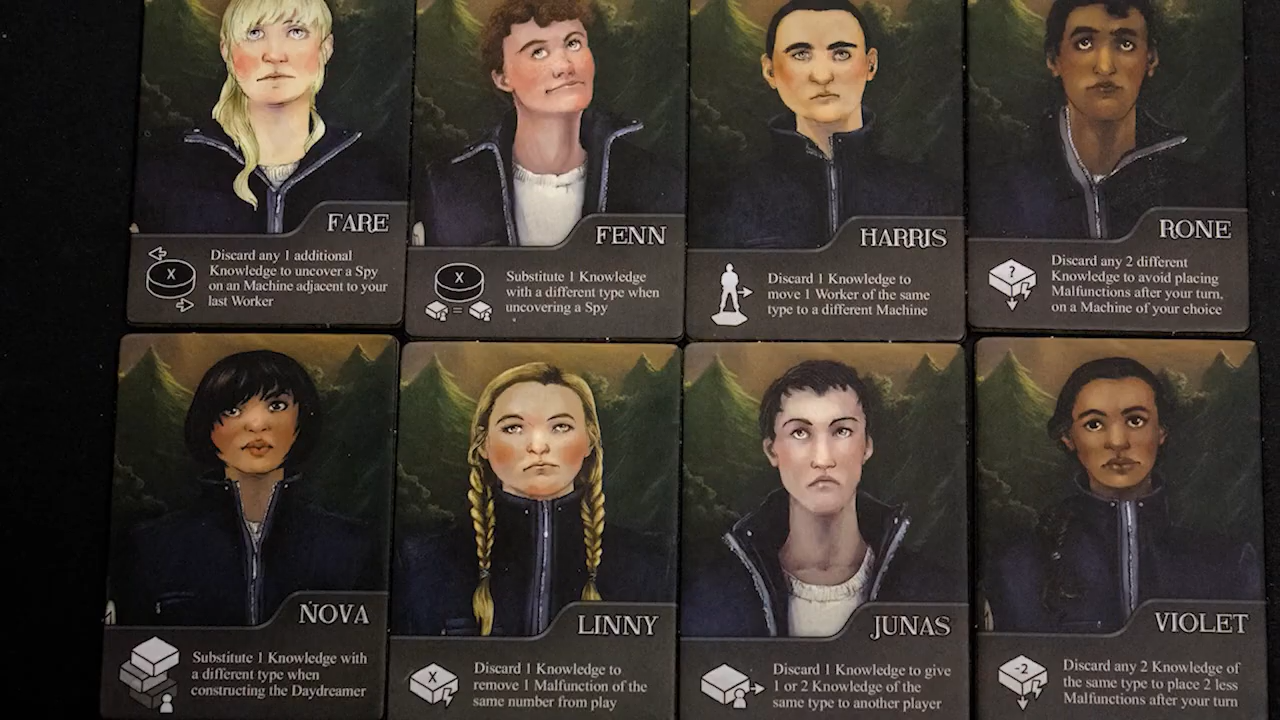 FARE
Discard any 1 additional
Knowledge to uncover a Spy
on an Machine adjacent to your
last Worker
X
FENN
Substitute 1 Knowledge
with a different type when
uncovering a Spy
X
=
HARRIS
Discard 1 Knowledge to
move 1 Worker of the same
type to a different Machine
RONE
Discard any 2 different
Knowledge to avoid placing
Malfunctions after your turn,
on a Machine of your choice
?
NOVA
Substitute 1 Knowledge with
a different type when
constructing the Daydreamer
LINNY
Discard 1 Knowledge to
remove 1 Malfunction of the
same number from play
X
JUNAS
Discard 1 Knowledge to give
1 or 2 Knowledge of the
same type to another player
VIOLET
Discard any 2 Knowledge of
the same type to place 2 less
Malfunctions after your turn
-2